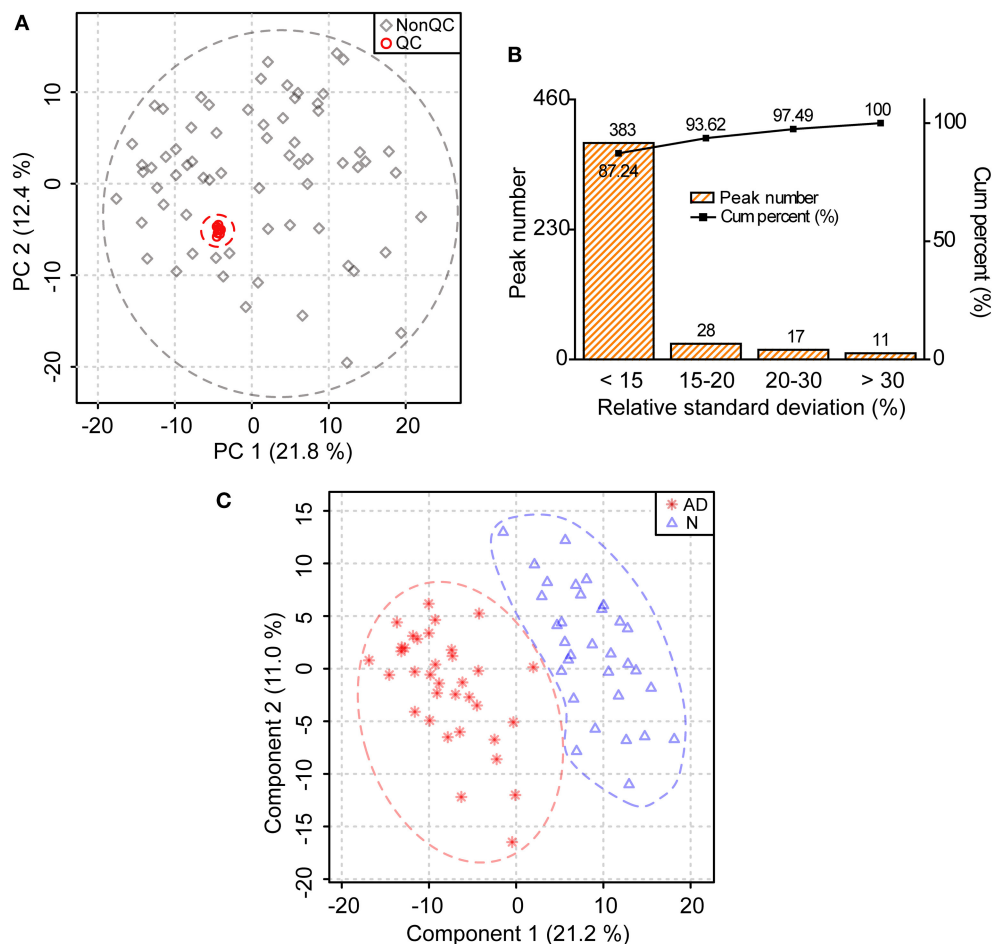 A
NonQC
QC
10
0
-10
-20
PC 2 (12.4 %)
-20 -10 0 10 20
PC 1 (21.8 %)
B
460
230
0
Peak number
383
28
17
11
87.24
93.62
97.49
100
Peak number
Cum percent (%)
100
50
0
Cum percent (%)
< 15 15-20 20-30 > 30
Relative standard deviation (%)
C
AD
N
15
10
5
0
-5
-10
-15
-20
Component 2 (11.0 %)
-20 -10 0 10 20
Component 1 (21.2 %)